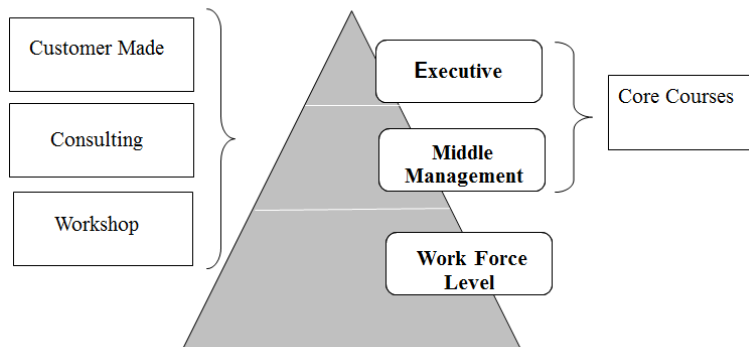 Customer Made
Consulting
Workshop
Executive
Middle
Management
Work Force
Level
Core Courses